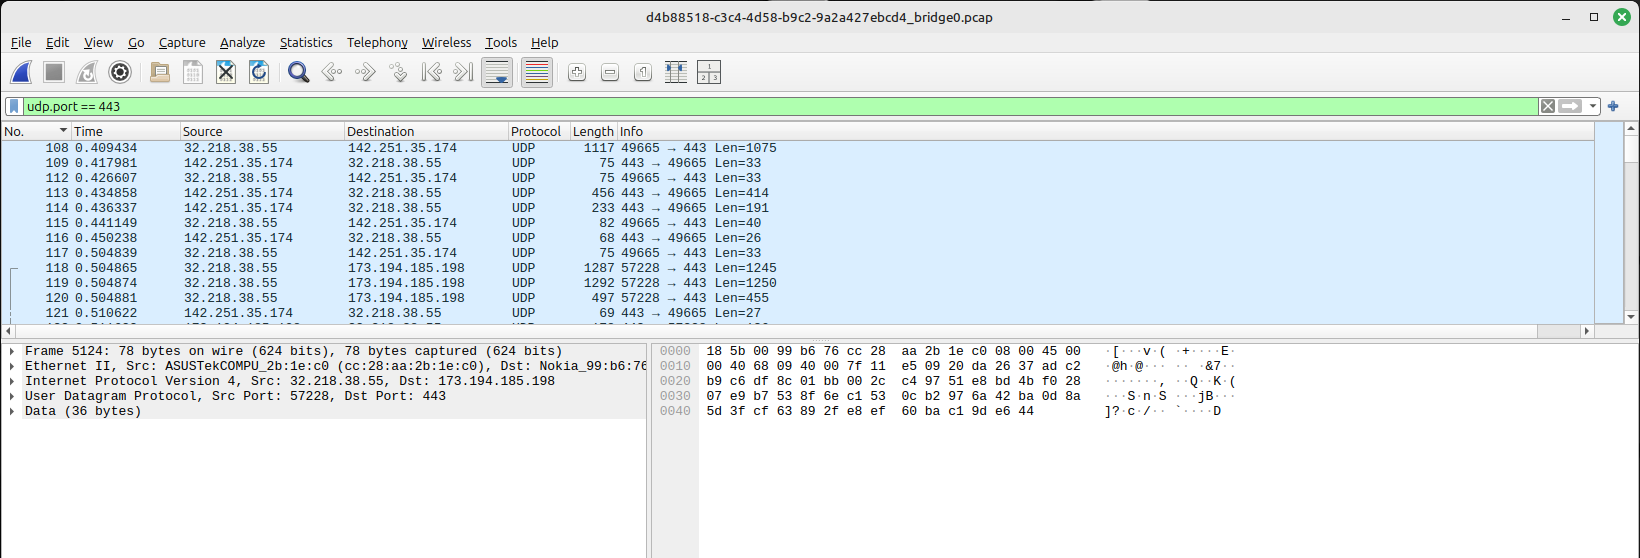 d4b88518-c3c4-4d58-b9c2-9a2a427ebcd4_bridge0.pcap
File Edit View Go Capture Analyze Statistics Telephony Wireless Tools Help
udp.port == 443
No. Time Source Destination Protocol Length Info
108 0.409434 32.218.38.55 142.251.35.174 UDP 1117 49665 → 443 Len=1075
109 0.417981 142.251.35.174 32.218.38.55 UDP 75 443 → 49665 Len=33
112 0.426607 32.218.38.55 142.251.35.174 UDP 75 49665 → 443 Len=33
113 0.434858 142.251.35.174 32.218.38.55 UDP 456 443 → 49665 Len=414
114 0.436337 142.251.35.174 32.218.38.55 UDP 233 443 → 49665 Len=191
115 0.441149 32.218.38.55 142.251.35.174 UDP 82 49665 → 443 Len=40
116 0.450238 142.251.35.174 32.218.38.55 UDP 68 443 → 49665 Len=26
117 0.504839 32.218.38.55 142.251.35.174 UDP 75 49665 → 443 Len=33
118 0.504865 32.218.38.55 173.194.185.198 UDP 1287 57228 → 443 Len=1245
119 0.504874 32.218.38.55 173.194.185.198 UDP 1292 57228 → 443 Len=1250
120 0.504881 32.218.38.55 173.194.185.198 UDP 497 57228 → 443 Len=455
121 0.510622 142.251.35.174 32.218.38.55 UDP 69 443 → 49665 Len=27
Frame 5124: 78 bytes on wire (624 bits), 78 bytes captured (624 bits)
Ethernet II, Src: ASUSTekCOMPU_2b:1e:c0 (cc:28:aa:2b:1e:c0), Dst: Nokia_99:b6:76
Internet Protocol Version 4, Src: 32.218.38.55, Dst: 173.194.185.198
User Datagram Protocol, Src Port: 57228, Dst Port: 443
Data (36 bytes)
0000 18 5b 00 99 b6 76 cc 28 aa 2b 1e c0 08 00 45 00 ·[···v·( ·+····E·
0010 00 40 68 09 40 00 7f 11 e5 09 20 da 26 37 ad c2 ·@h·@··· ·· ·&7··
0020 b9 c6 df 8c 01 bb 00 2c c4 97 51 e8 bd 4b f0 28 ·······, ··Q··K·(
0030 07 e9 b7 53 8f 6e c1 53 0c b2 97 6a 42 ba 0d 8a ···S·n·S ···jB···
0040 5d 3f cf 63 89 2f e8 ef 60 ba c1 9d e6 44 ]?·c·/·· `····D